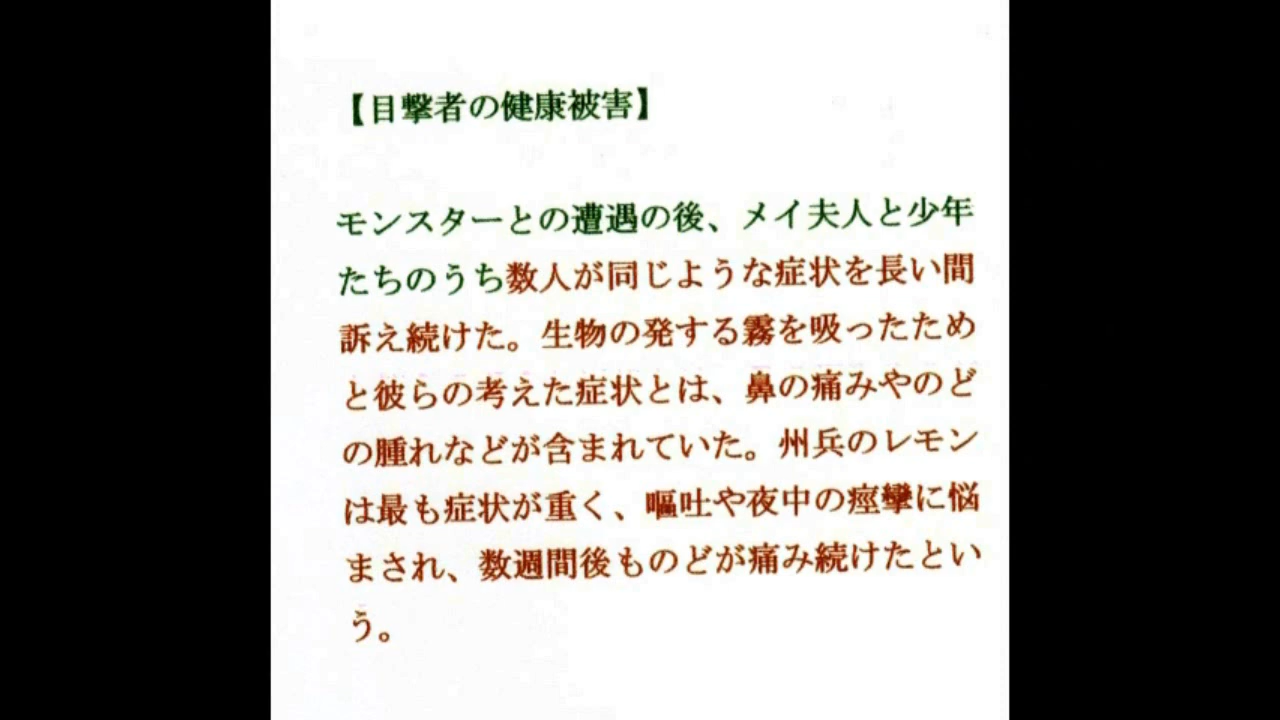 【目撃者の健康被害】
モンスターとの遭遇の後、メイ夫人と少年
たちのうち数人が同じような症状を長い間
訴え続けた。生物の発する霧を吸ったため
と彼らの考えた症状とは、鼻の痛みやのど
の腫れなどが含まれていた。州兵のレモン
は最も症状が重く、嘔吐や夜中の痙攣に悩
まされ、数週間後ものどが痛み続けたとい
う。